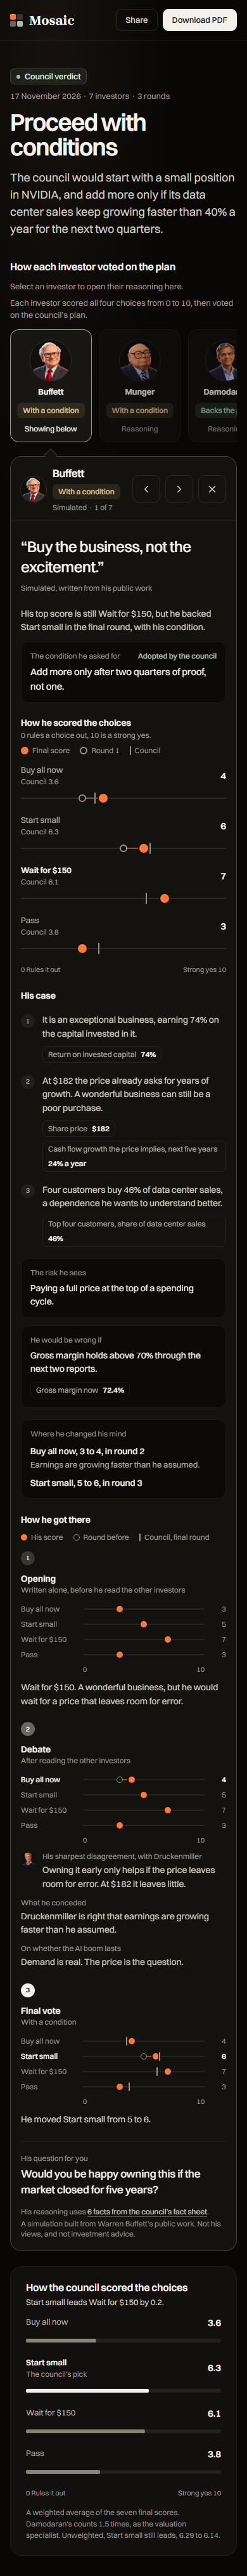 Mosaic
Share
Download PDF
Council verdict
17 November 2026 · 7 investors · 3 rounds
Proceed with
conditions
The council would start with a small position
in NVIDIA, and add more only if its data
center sales keep growing faster than 40% a
year for the next two quarters.
How each investor voted on the plan
Select an investor to open their reasoning here.
Each investor scored all four choices from 0 to 10, then voted
on the council's plan.
Buffett
With a condition
Showing below
Munger
With a condition
Reasoning
Buffett
With a condition
Simulated · 1 of 7
“Buy the business, not the
excitement.”
Simulated, written from his public work
His top score is still Wait for $150, but he backed
Start small in the final round, with his condition.
The condition he asked for
Adopted by the council
Add more only after two quarters of proof,
not one.
How he scored the choices
0 rules a choice out, 10 is a strong yes.
Final score
Round 1
Council
Buy all now
Council 3.6
4
Start small
Council 6.3
6
Wait for $150
Council 6.1
7
Pass
Council 3.8
3
0 Rules it out
Strong yes 10
His case
1
It is an exceptional business, earning 74% on
the capital invested in it.
Return on invested capital 74%
2
At $182 the price already asks for years of
growth. A wonderful business can still be a
poor purchase.
Share price $182
Cash flow growth the price implies, next five years
24% a year
3
Four customers buy 46% of data center sales,
a dependence he wants to understand better.
Top four customers, share of data center sales
46%
The risk he sees
Paying a full price at the top of a spending
cycle.
He would be wrong if
Gross margin holds above 70% through the
next two reports.
Gross margin now 72.4%
Where he changed his mind
Buy all now, 3 to 4, in round 2
Earnings are growing faster than he assumed.
Start small, 5 to 6, in round 3
How he got there
His score
Round before
Council, final round
1
Opening
Written alone, before he read the other investors
Buy all now
3
Start small
5
Wait for $150
7
Pass
3
0
10
Wait for $150. A wonderful business, but he would
wait for a price that leaves room for error.
2
Debate
After reading the other investors
Buy all now
4
Start small
5
Wait for $150
7
Pass
3
0
10
His sharpest disagreement, with Druckenmiller
Owning it early only helps if the price leaves
room for error. At $182 it leaves little.
What he conceded
Druckenmiller is right that earnings are growing
faster than he assumed.
On whether the AI boom lasts
Demand is real. The price is the question.
3
Final vote
With a condition
Buy all now
4
Start small
6
Wait for $150
7
Pass
3
0
10
He moved Start small from 5 to 6.
His question for you
Would you be happy owning this if the
market closed for five years?
His reasoning uses 6 facts from the council's fact sheet.
A simulation built from Warren Buffett's public work. Not his
views, and not investment advice.
How the council scored the choices
Start small leads Wait for $150 by 0.2.
Buy all now
3.6
Start small
The council's pick
6.3
Wait for $150
6.1
Pass
3.8
0 Rules it out
Strong yes 10
A weighted average of the seven final scores.
Damodaran's counts 1.5 times, as the valuation
specialist. Unweighted, Start small still leads, 6.29 to 6.14.